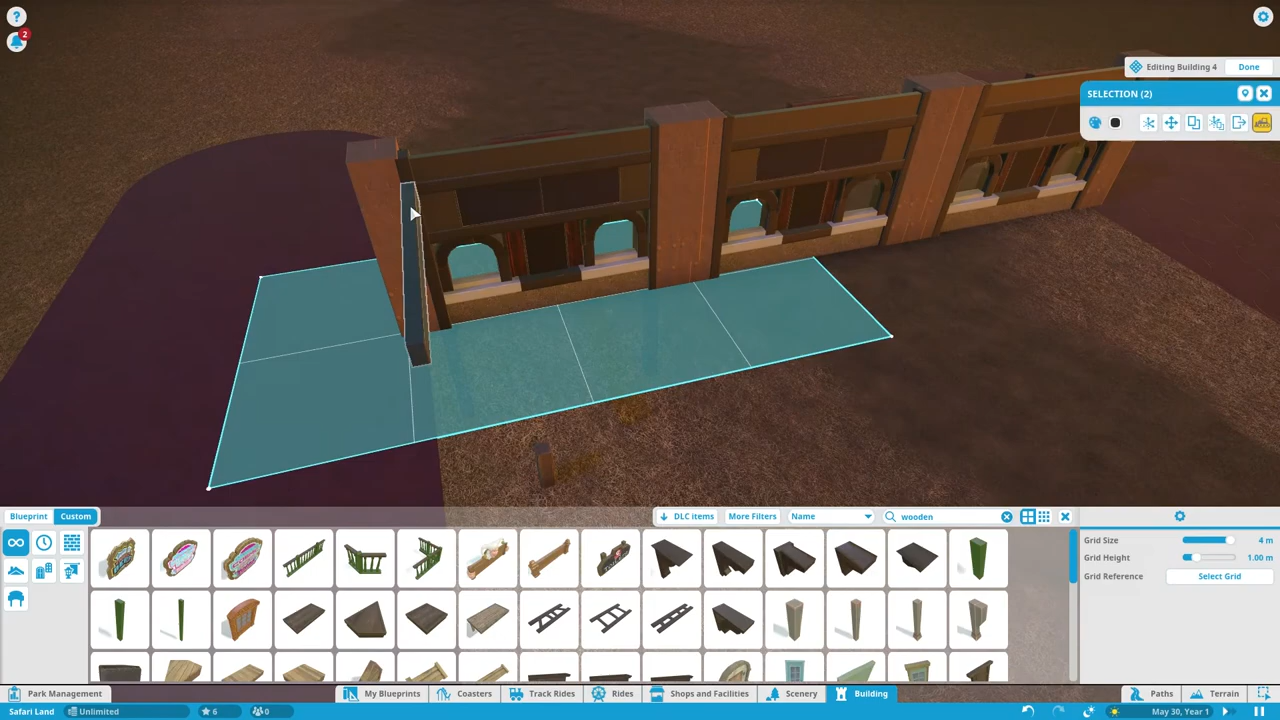 ?
2
Editing Building 4 Done
SELECTION (2)
Blueprint Custom DLC items More Filters Name wooden
Grid Size 4 m
Grid Height 1.00 m
Grid Reference Select Grid
Park Management My Blueprints Coasters Track Rides Rides Shops and Facilities Scenery Building Paths Terrain
Safari Land Unlimited 6 0 May 30, Year 1